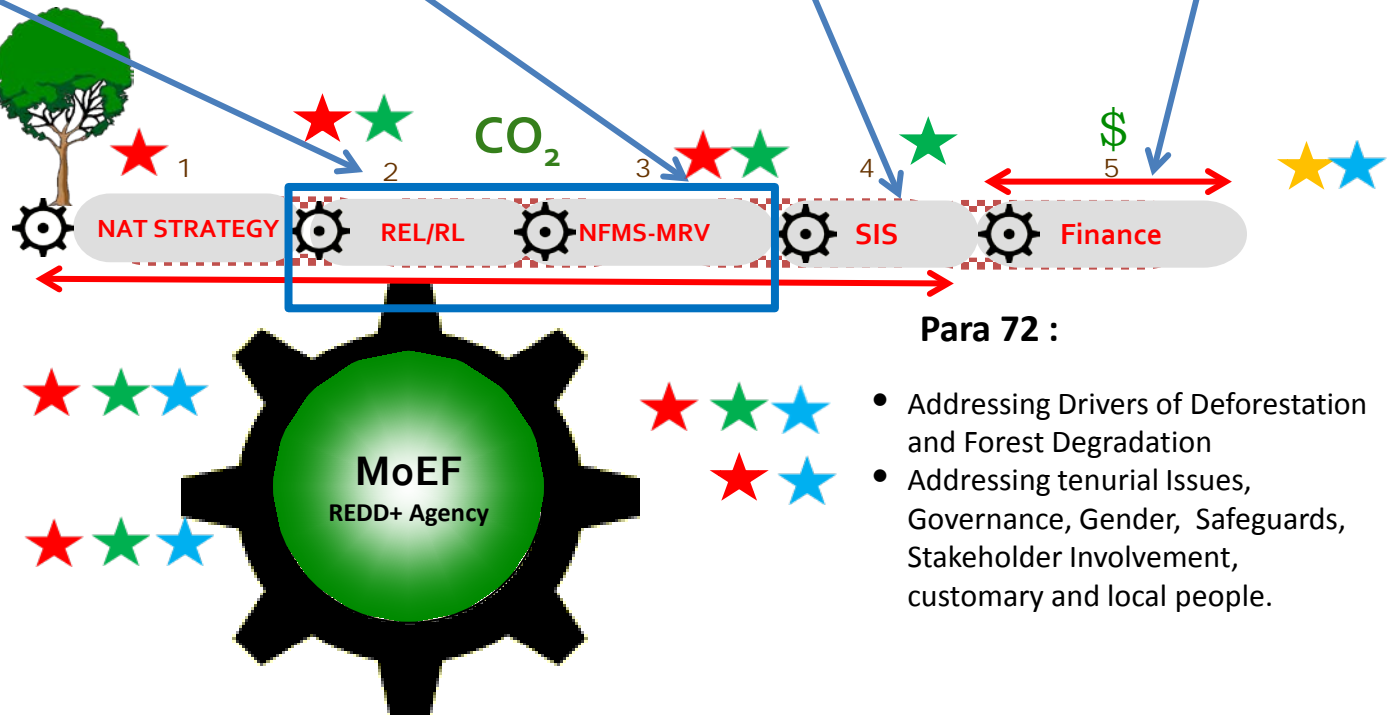 CO₂
$
1
2
3
4
5
NAT STRATEGY
REL/RL
NFMS-MRV
SIS
Finance
Para 72 :
• Addressing Drivers of Deforestation
and Forest Degradation
• Addressing tenurial Issues,
Governance, Gender, Safeguards,
Stakeholder Involvement,
customary and local people.
MoEF
REDD+ Agency